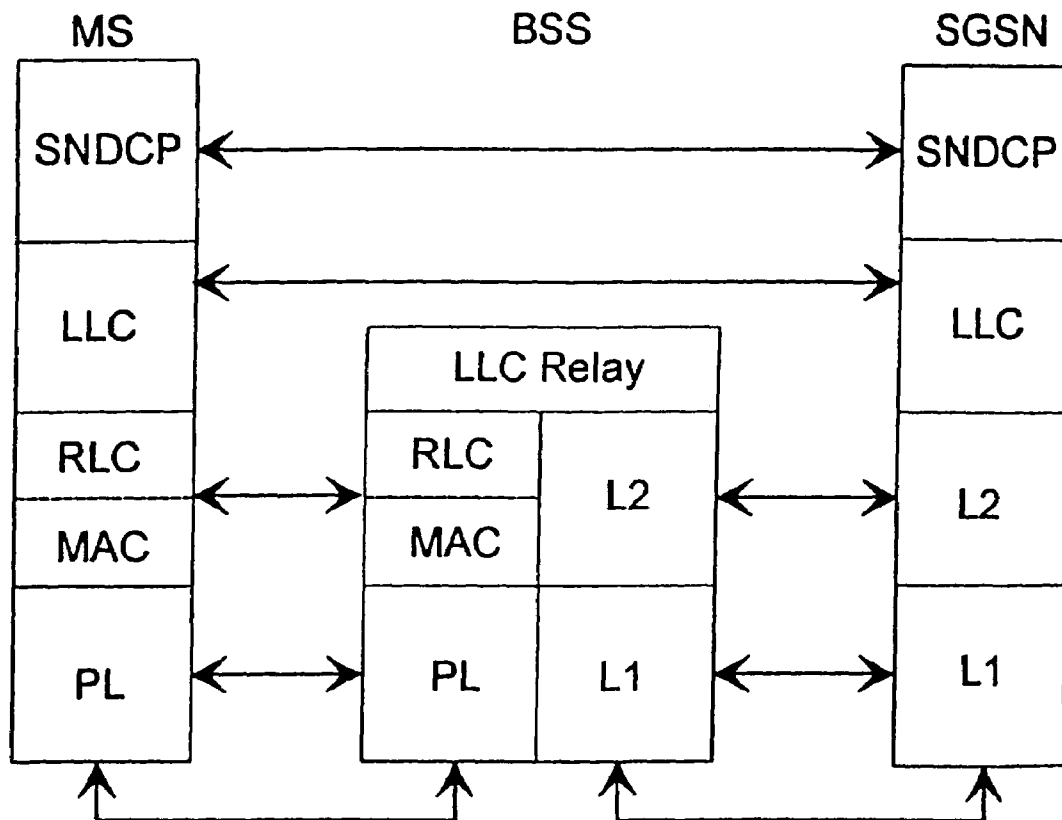 MS BSS SGSN
SNDCP SNDCP
LLC LLC
LLC Relay
RLC RLC L2 L2
MAC MAC
PL PL L1 L1